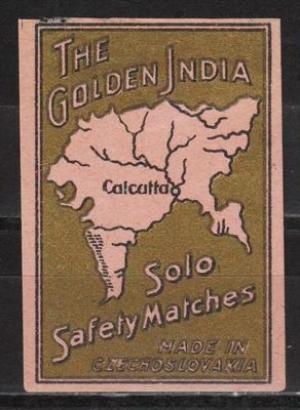 THE
GOLDEN INDIA
Calcutta
Solo
Safety Matches
MADE IN
CZECHOSLOVAKIA